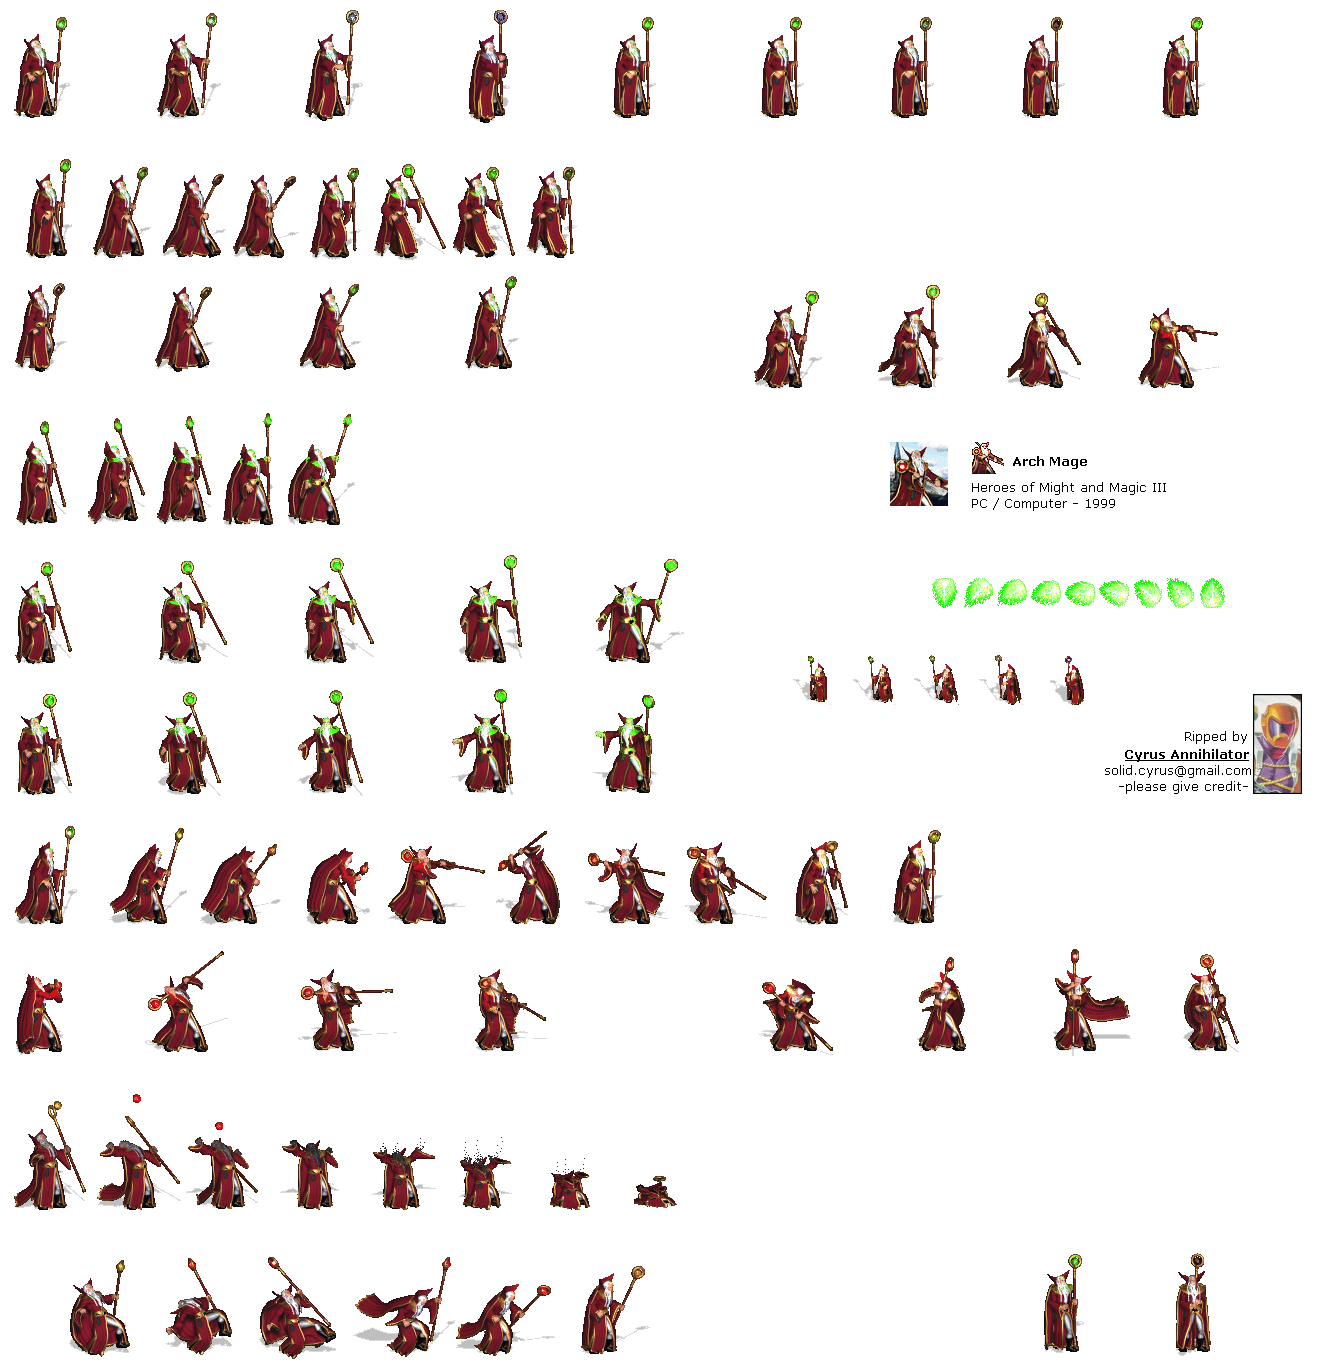 Arch Mage
Heroes of Might and Magic III
PC / Computer - 1999
Ripped by
Cyrus Annihilator
solid.cyrus@gmail.com
-please give credit-